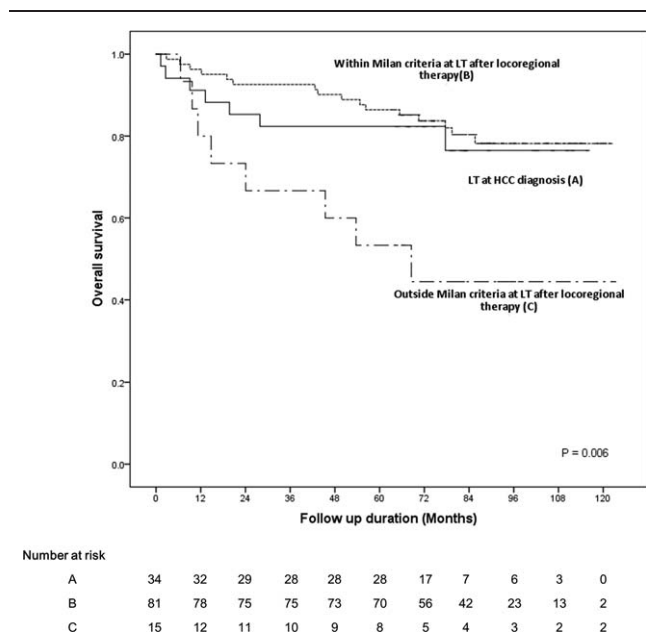 1.0
0.8
0.6
0.4
0.2
0.0
Overall survival
Within Milan criteria at LT after locoregional
therapy(B)
LT at HCC diagnosis (A)
Outside Milan criteria at LT after locoregional
therapy (C)
P = 0.006
0 12 24 36 48 60 72 84 96 108 120
Follow up duration (Months)
Number at risk
A 34 32 29 28 28 28 17 7 6 3 0
B 81 78 75 75 73 70 56 42 23 13 2
C 15 12 11 10 9 8 5 4 3 2 2